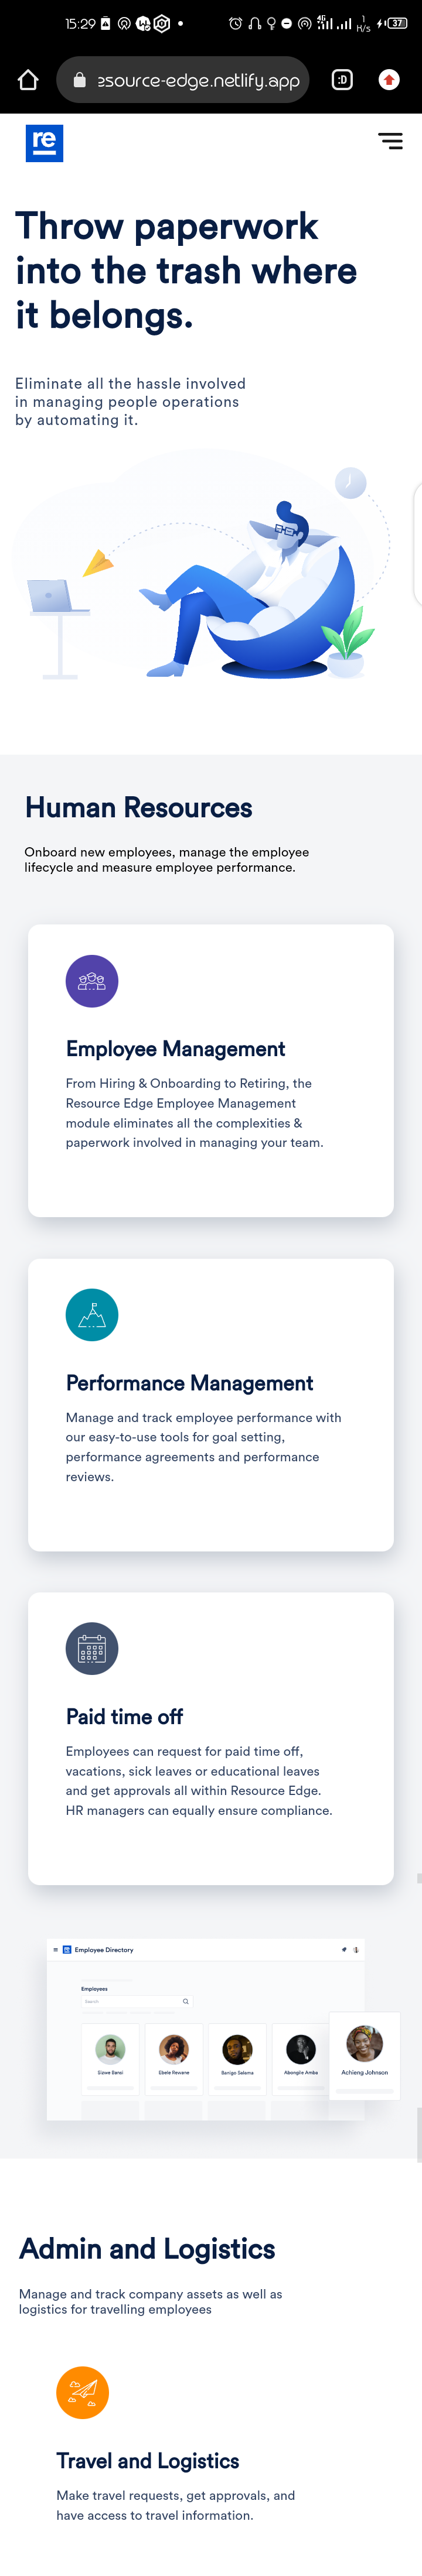 15:29
4G
1
K/s
37
esource-edge.netlify.app
:D
re
Throw paperwork
into the trash where
it belongs.
Eliminate all the hassle involved
in managing people operations
by automating it.
Human Resources
Onboard new employees, manage the employee
lifecycle and measure employee performance.
Employee Management
From Hiring & Onboarding to Retiring, the
Resource Edge Employee Management
module eliminates all the complexities &
paperwork involved in managing your team.
Performance Management
Manage and track employee performance with
our easy-to-use tools for goal setting,
performance agreements and performance
reviews.
Paid time off
Employees can request for paid time off,
vacations, sick leaves or educational leaves
and get approvals all within Resource Edge.
HR managers can equally ensure compliance.
re Employee Directory
Employees
Search
Sizwe Banzi
Ebele Rewane
Barigo Salama
Abongile Amba
Achieng Johnson
Admin and Logistics
Manage and track company assets as well as
logistics for travelling employees
Travel and Logistics
Make travel requests, get approvals, and
have access to travel information.